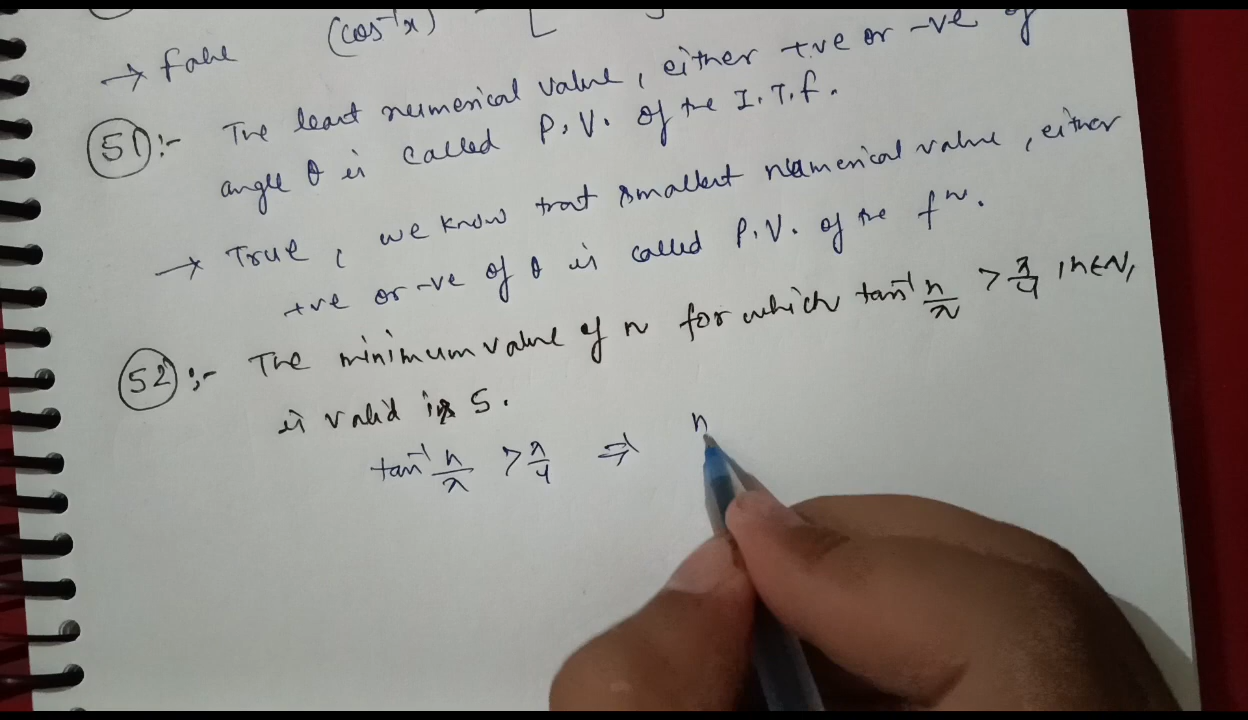 → false (cos⁻¹x) = [
(51):- The least numerical value, either +ve or -ve of
angle θ is called P.V. of the I.T.f.
→ True, we know that smallest numerical value, either
+ve or -ve of θ is called P.V. of the fⁿ.
(52):- The minimum value of n for which tan⁻¹ n/π > π/4, n∈N,
is valid is 5.
tan⁻¹ n/π > π/4 ⇒ n